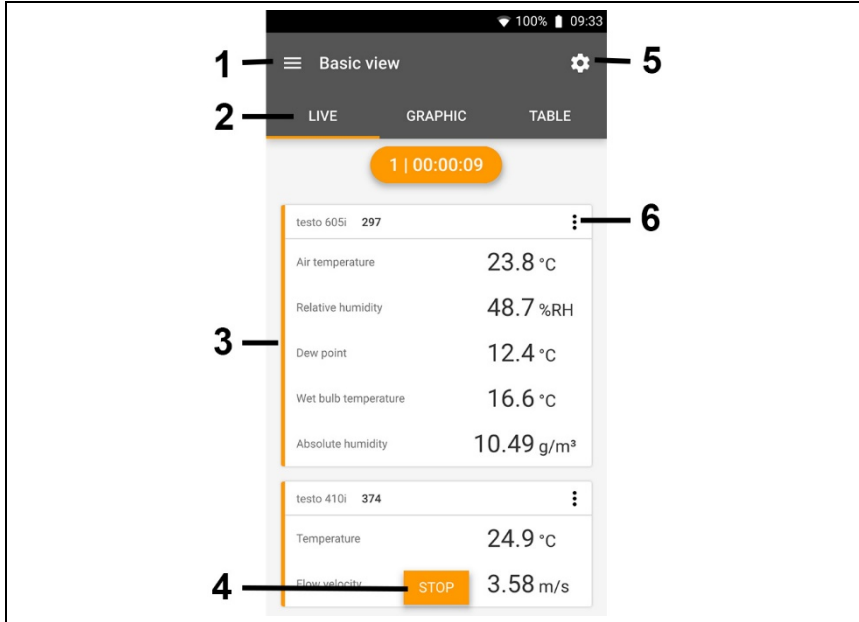 100% 09:33
1 Basic view 5
2 LIVE GRAPHIC TABLE
1 | 00:00:09
testo 605i 297 6
Air temperature 23.8 °C
Relative humidity 48.7 %RH
3
Dew point 12.4 °C
Wet bulb temperature 16.6 °C
Absolute humidity 10.49 g/m³
testo 410i 374
Temperature 24.9 °C
4 Flow velocity STOP 3.58 m/s